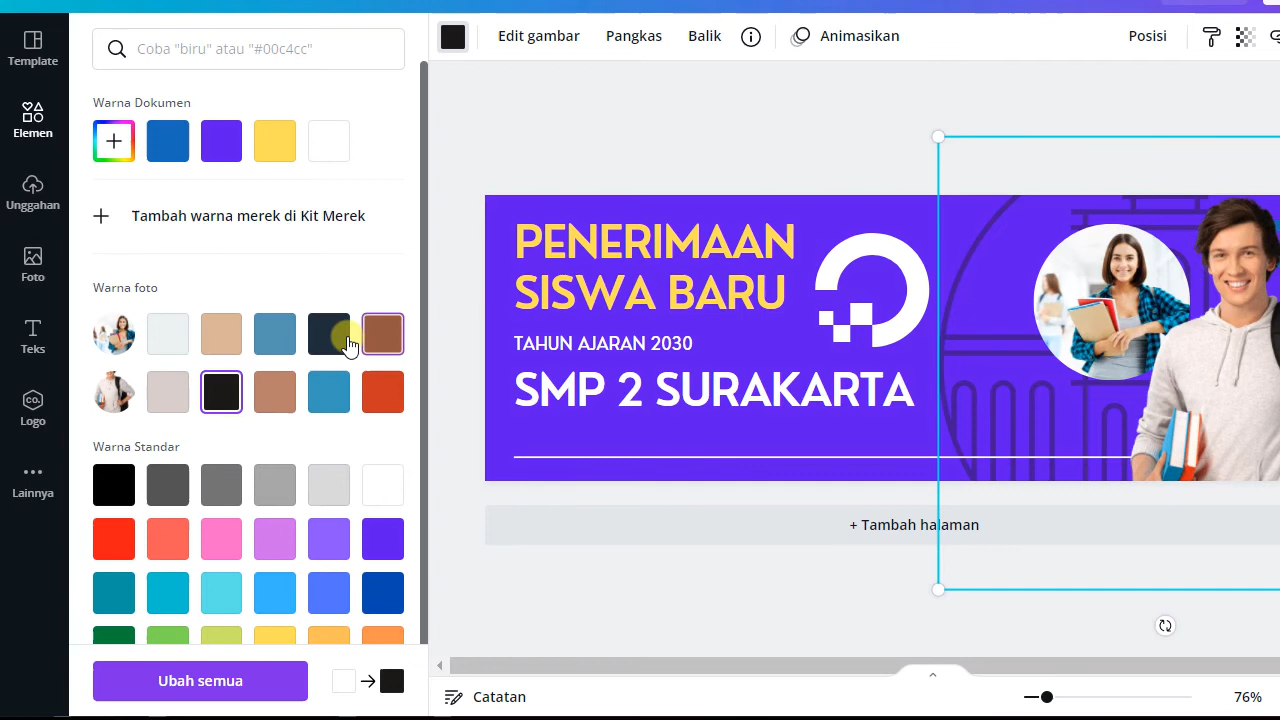 Template
Elemen
Unggahan
Foto
Teks
CO.
Logo
Lainnya
Coba "biru" atau "#00c4cc"
Warna Dokumen
Tambah warna merek di Kit Merek
Warna foto
Warna Standar
Ubah semua
Edit gambar
Pangkas
Balik
Animasikan
Posisi
PENERIMAAN
SISWA BARU
TAHUN AJARAN 2030
SMP 2 SURAKARTA
+ Tambah halaman
Catatan
76%